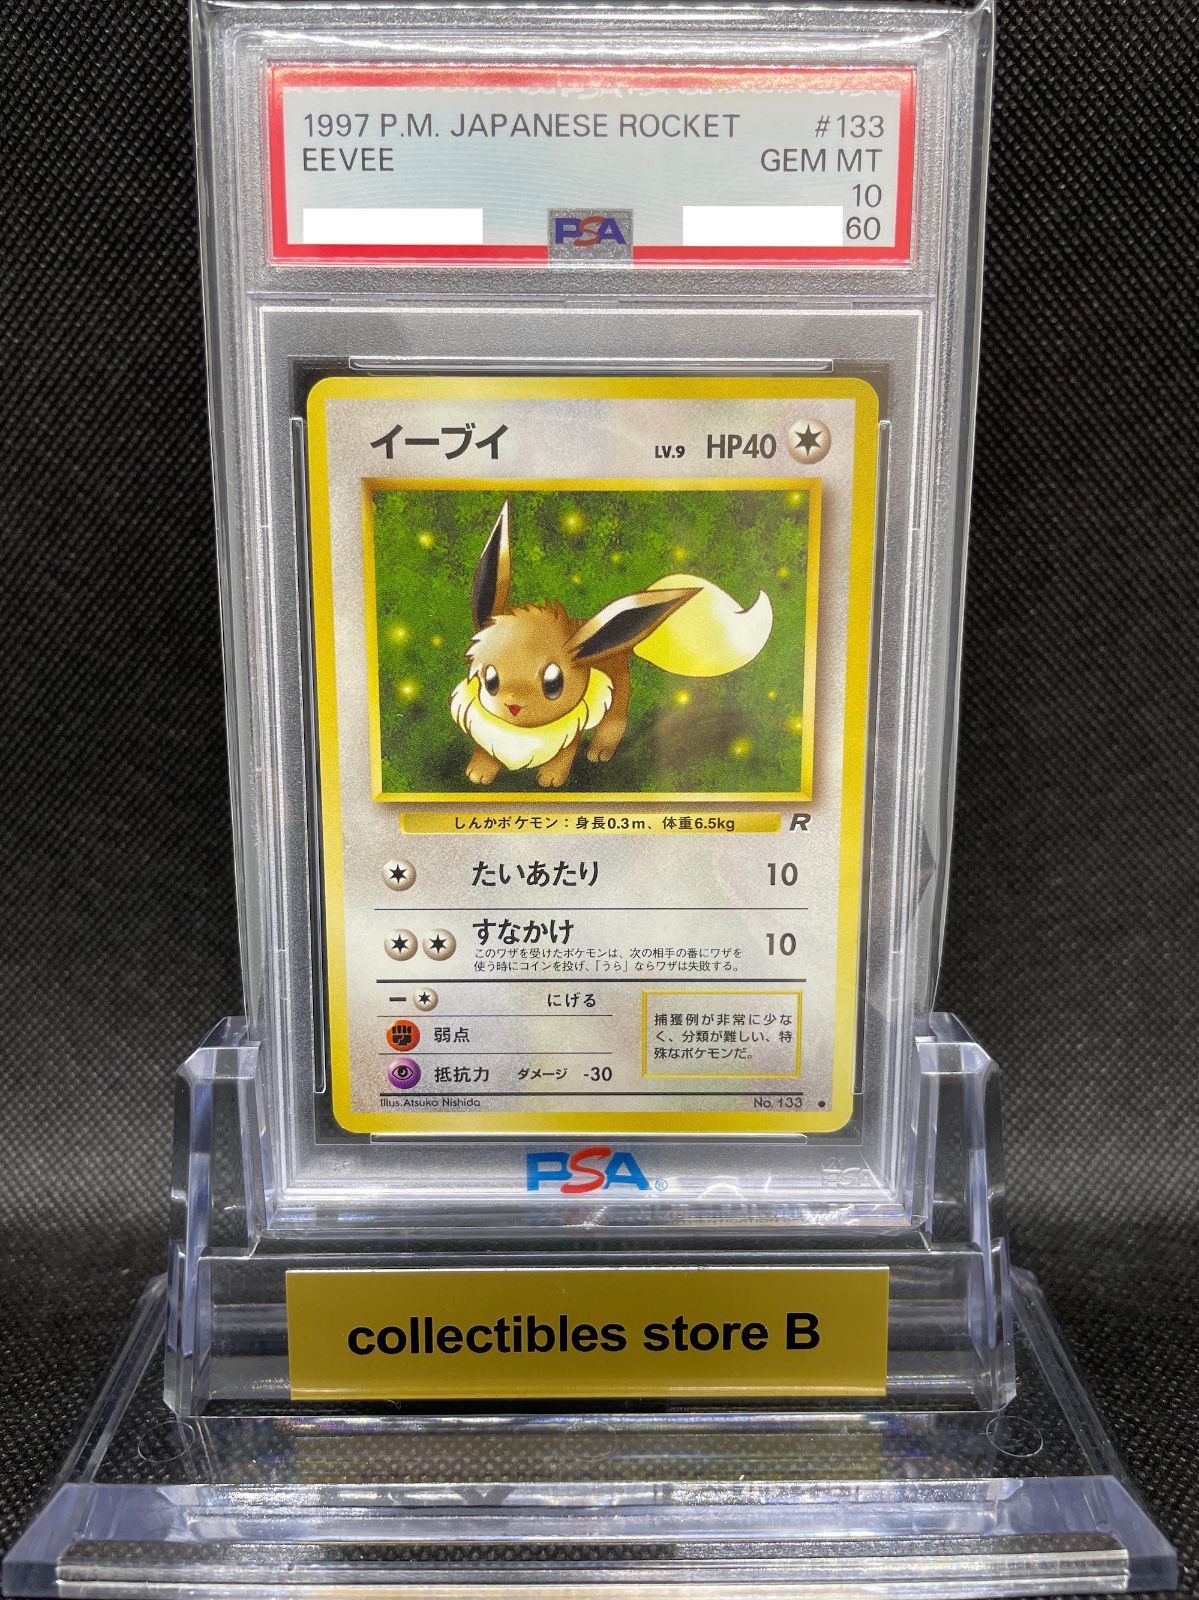 1997 P.M. JAPANESE ROCKET #133
EEVEE GEM MT
10
60
PSA
イーブイ LV.9 HP40
しんかポケモン：身長0.3m、体重6.5kg R
たいあたり 10
すなかけ 10
このワザを受けたポケモンは、次の相手の番にワザを
使う時にコインを投げ、「うら」ならワザは失敗する。
にげる
弱点
抵抗力 ダメージ -30
捕獲例が非常に少な
く、分類が難しい、特
殊なポケモンだ。
Illus.Atsuko Nishida No. 133
PSA®
collectibles store B